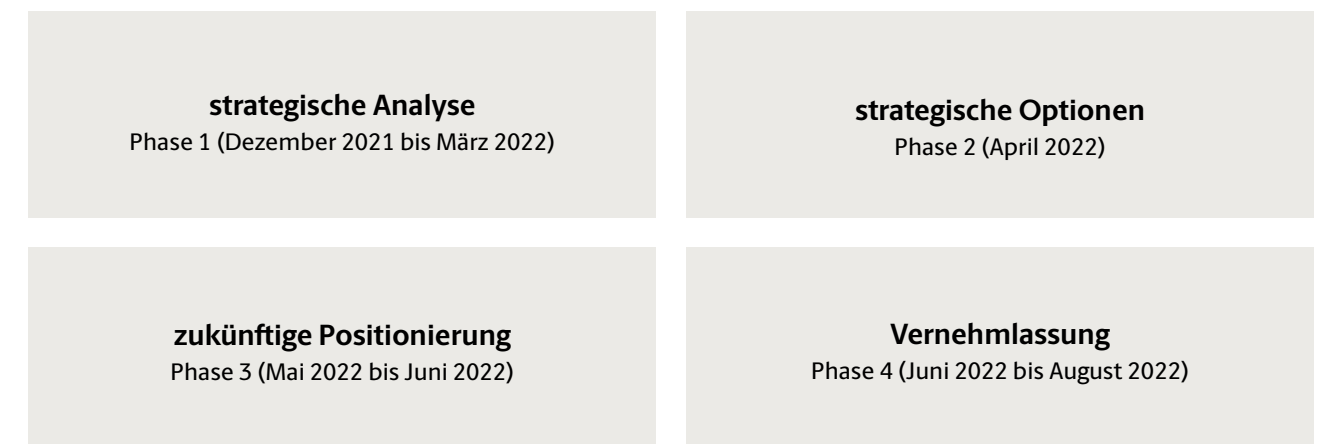 strategische Analyse
Phase 1 (Dezember 2021 bis März 2022)
strategische Optionen
Phase 2 (April 2022)
zukünftige Positionierung
Phase 3 (Mai 2022 bis Juni 2022)
Vernehmlassung
Phase 4 (Juni 2022 bis August 2022)